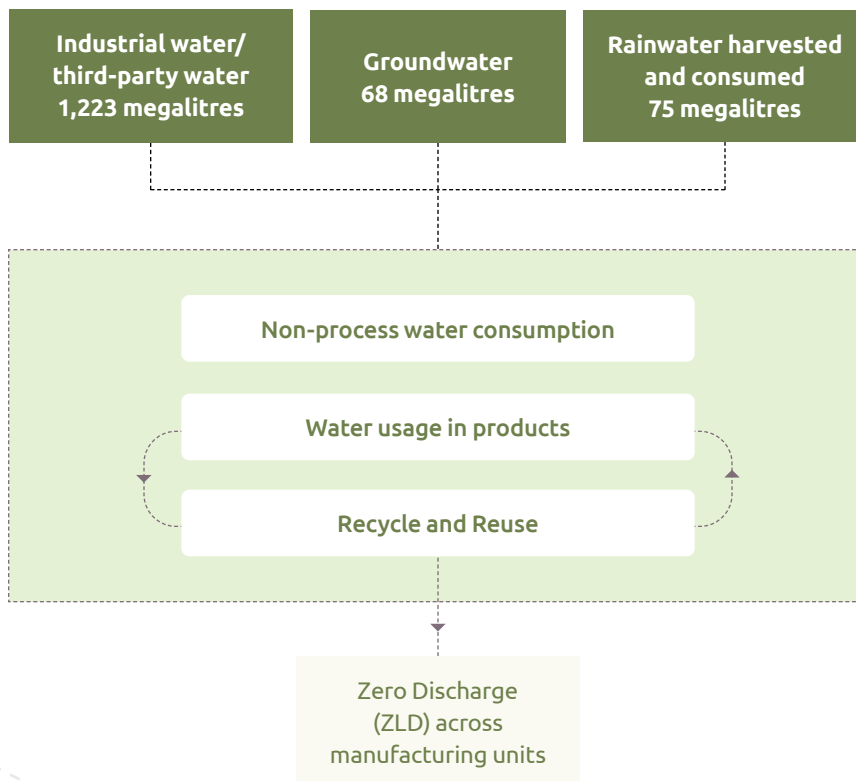 Industrial water/
third-party water
1,223 megalitres
Groundwater
68 megalitres
Rainwater harvested
and consumed
75 megalitres
Non-process water consumption
Water usage in products
Recycle and Reuse
Zero Discharge
(ZLD) across
manufacturing units